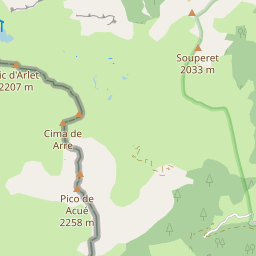 Souperet
2033 m
ic d'Arlet
2207 m
Cima de
Arre
Pico de
Acué
2258 m